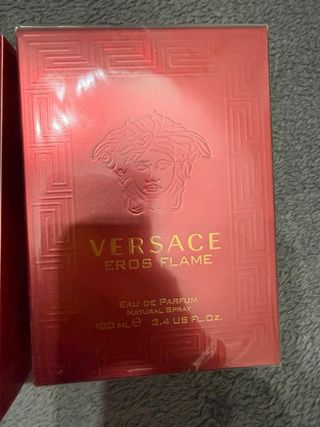 VERSACE
EROS FLAME
EAU DE PARFUM
NATURAL SPRAY
100 ML ℮ 3.4 US FL.OZ.